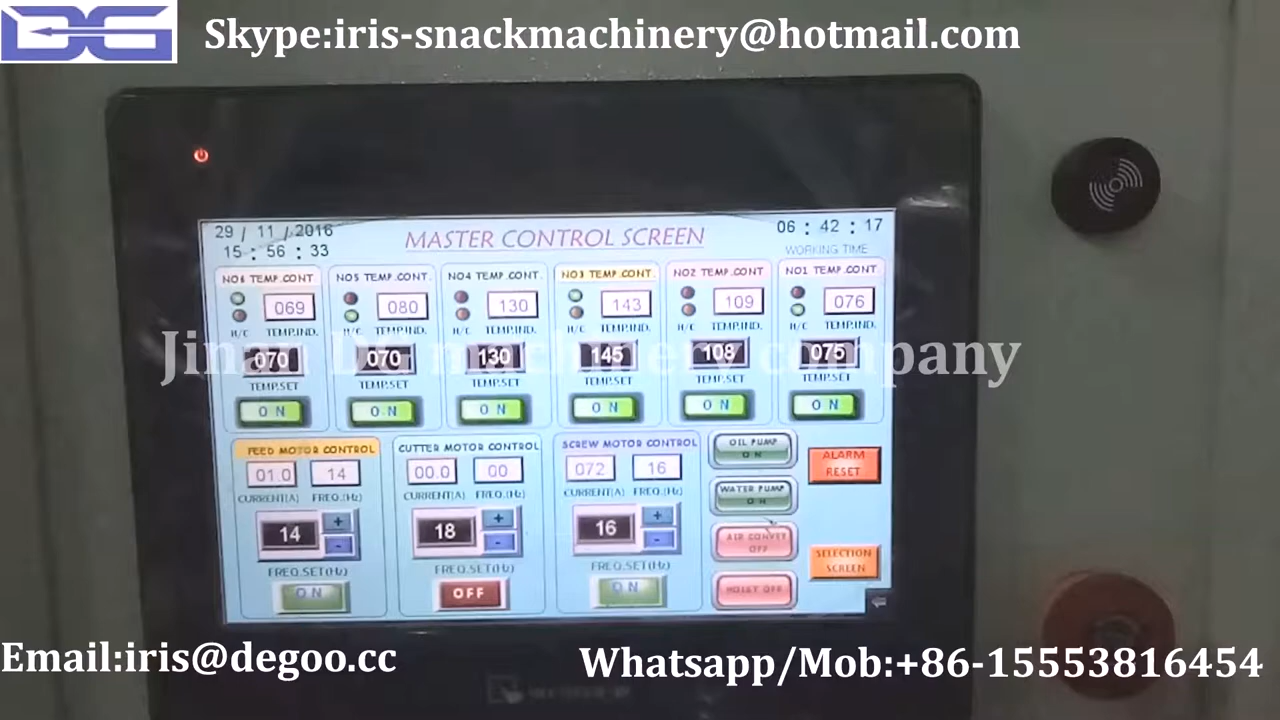 DG
Skype:iris-snackmachinery@hotmail.com
29 / 11 / 2016
15 : 56 : 33
MASTER CONTROL SCREEN
06 : 42 : 17
WORKING TIME
NO6 TEMP.CONT
NO5 TEMP.CONT.
NO4 TEMP.CONT.
NO3 TEMP.CONT.
NO2 TEMP.CONT.
NO1 TEMP.CONT.
069
080
130
143
109
076
H/C TEMP.IND.
H/C TEMP.IND.
H/C TEMP.IND.
H/C TEMP.IND.
H/C TEMP.IND.
H/C TEMP.IND.
Jinan DG machinery company
070
070
130
145
108
075
TEMP.SET
TEMP.SET
TEMP.SET
TEMP.SET
TEMP.SET
TEMP.SET
ON
ON
ON
ON
ON
ON
FEED MOTOR CONTROL
01.0 14
CURRENT(A) FREQ.(Hz)
14 + -
FREQ.SET(Hz)
ON
CUTTER MOTOR CONTROL
00.0 00
CURRENT(A) FREQ.(Hz)
18 + -
FREQ.SET(Hz)
OFF
SCREW MOTOR CONTROL
072 16
CURRENT(A) FREQ.(Hz)
16 + -
FREQ.SET(Hz)
ON
OIL PUMP
ON
WATER PUMP
ON
AIR CONVEY
OFF
HOIST OFF
ALARM
RESET
SELECTION
SCREEN
Email:iris@degoo.cc
Whatsapp/Mob:+86-15553816454